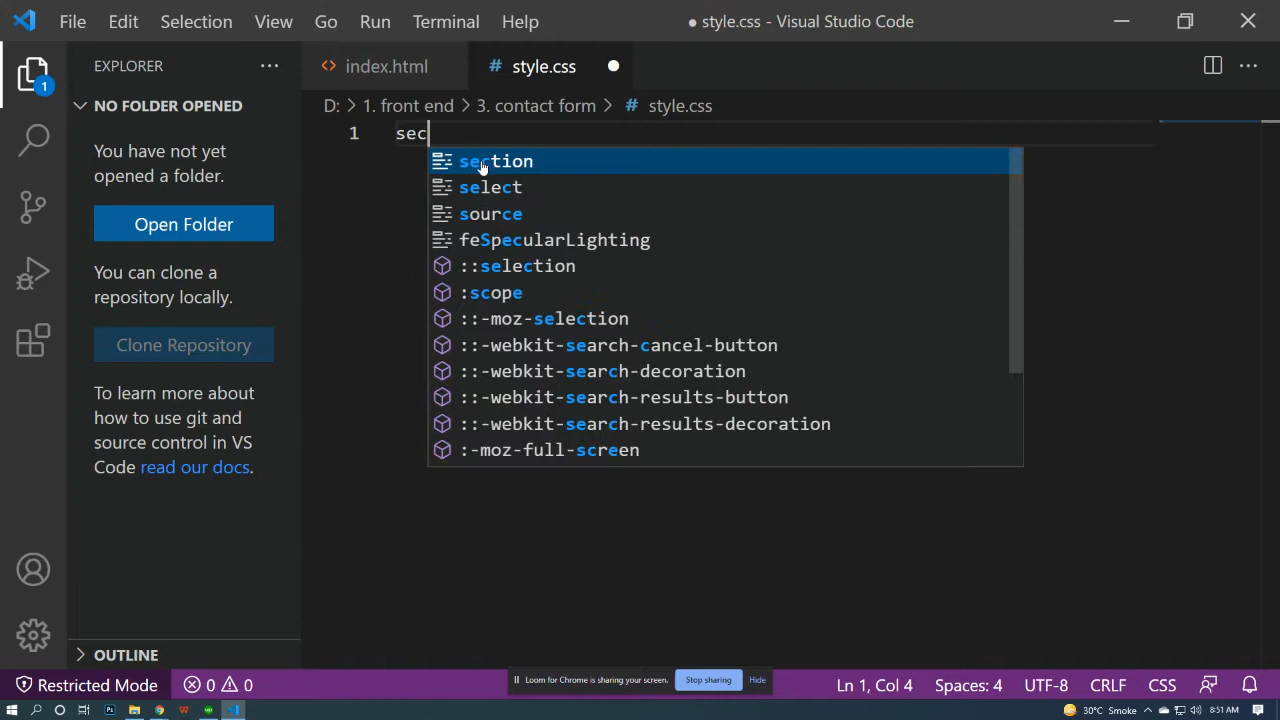 File Edit Selection View Go Run Terminal Help ● style.css - Visual Studio Code
EXPLORER
index.html
# style.css
NO FOLDER OPENED
D: > 1. front end > 3. contact form > # style.css
You have not yet
opened a folder.
Open Folder
You can clone a
repository locally.
Clone Repository
To learn more about
how to use git and
source control in VS
Code read our docs.
OUTLINE
1
1 sec
section
select
source
feSpecularLighting
::selection
:scope
::-moz-selection
::-webkit-search-cancel-button
::-webkit-search-decoration
::-webkit-search-results-button
::-webkit-search-results-decoration
:-moz-full-screen
Restricted Mode 0 0
Loom for Chrome is sharing your screen. Stop sharing Hide
Ln 1, Col 4 Spaces: 4 UTF-8 CRLF CSS
30°C Smoke 8:51 AM